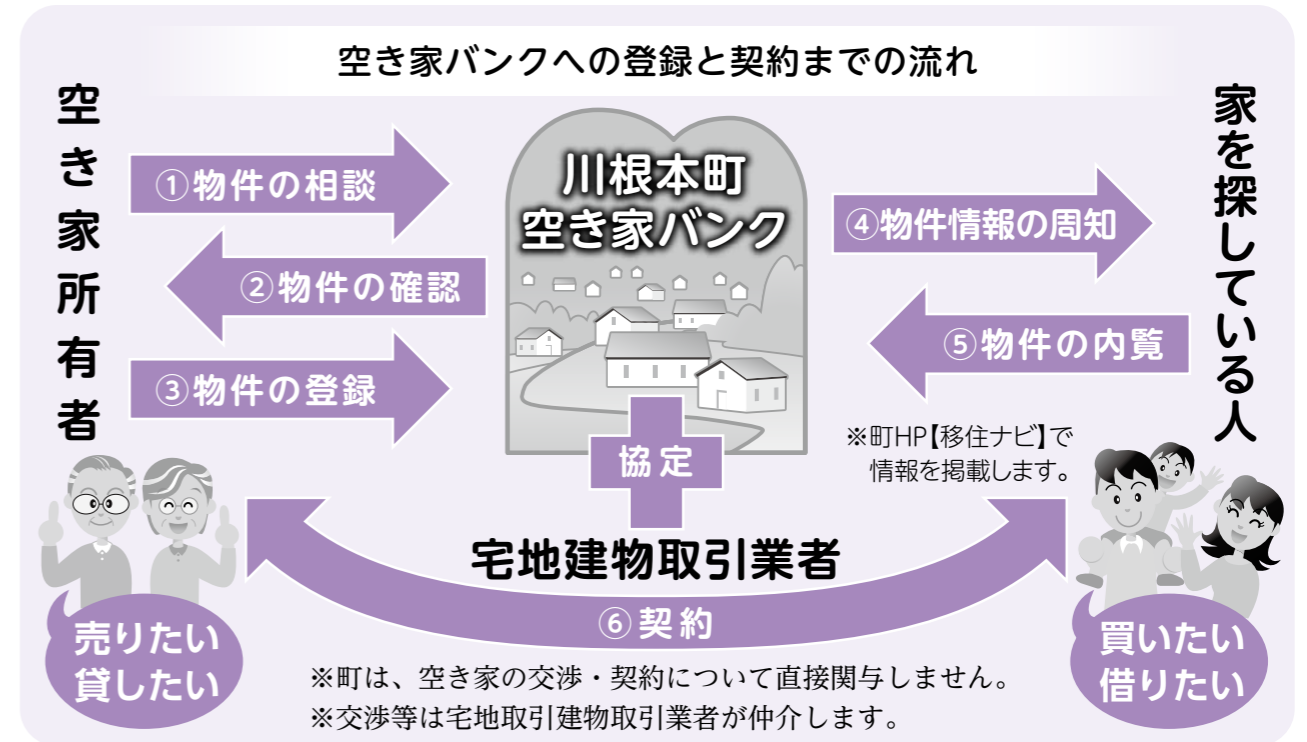 空き家バンクへの登録と契約までの流れ
空き家所有者
①物件の相談
②物件の確認
③物件の登録
川根本町
空き家バンク
④物件情報の周知
⑤物件の内覧
家を探している人
※町HP【移住ナビ】で
情報を掲載します。
協定
宅地建物取引業者
⑥契約
売りたい
貸したい
買いたい
借りたい
※町は、空き家の交渉・契約について直接関与しません。
※交渉等は宅地取引建物取引業者が仲介します。